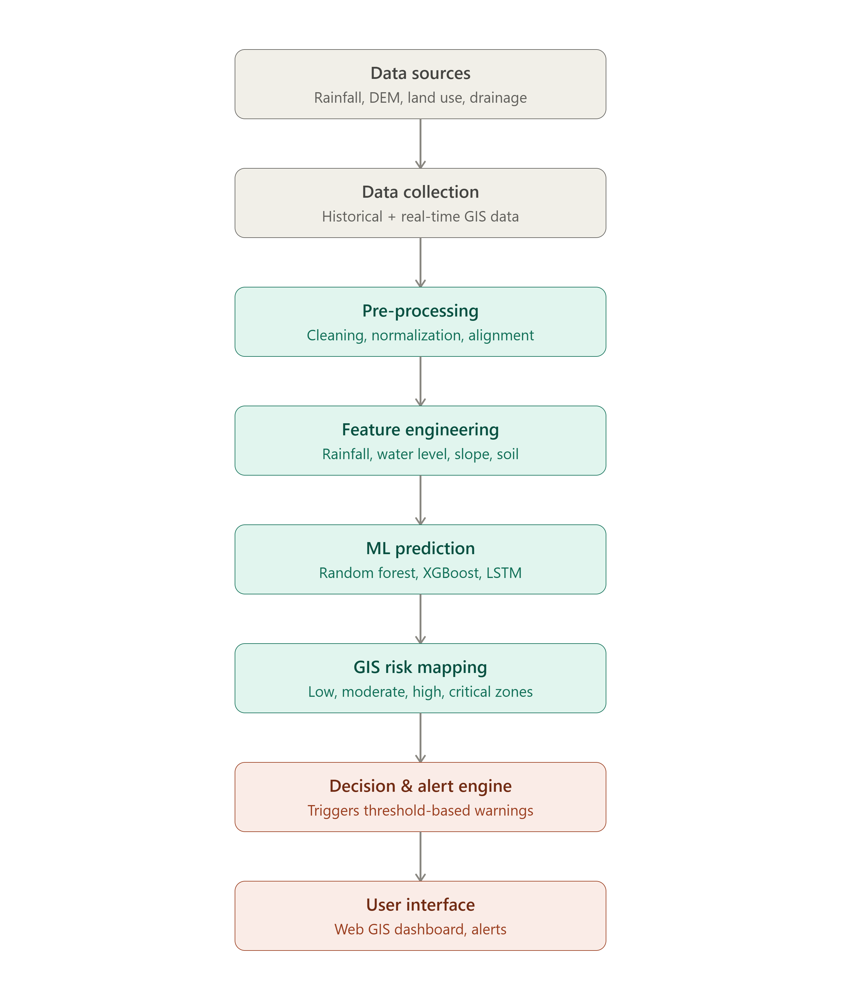 Data sources
Rainfall, DEM, land use, drainage
Data collection
Historical + real-time GIS data
Pre-processing
Cleaning, normalization, alignment
Feature engineering
Rainfall, water level, slope, soil
ML prediction
Random forest, XGBoost, LSTM
GIS risk mapping
Low, moderate, high, critical zones
Decision & alert engine
Triggers threshold-based warnings
User interface
Web GIS dashboard, alerts